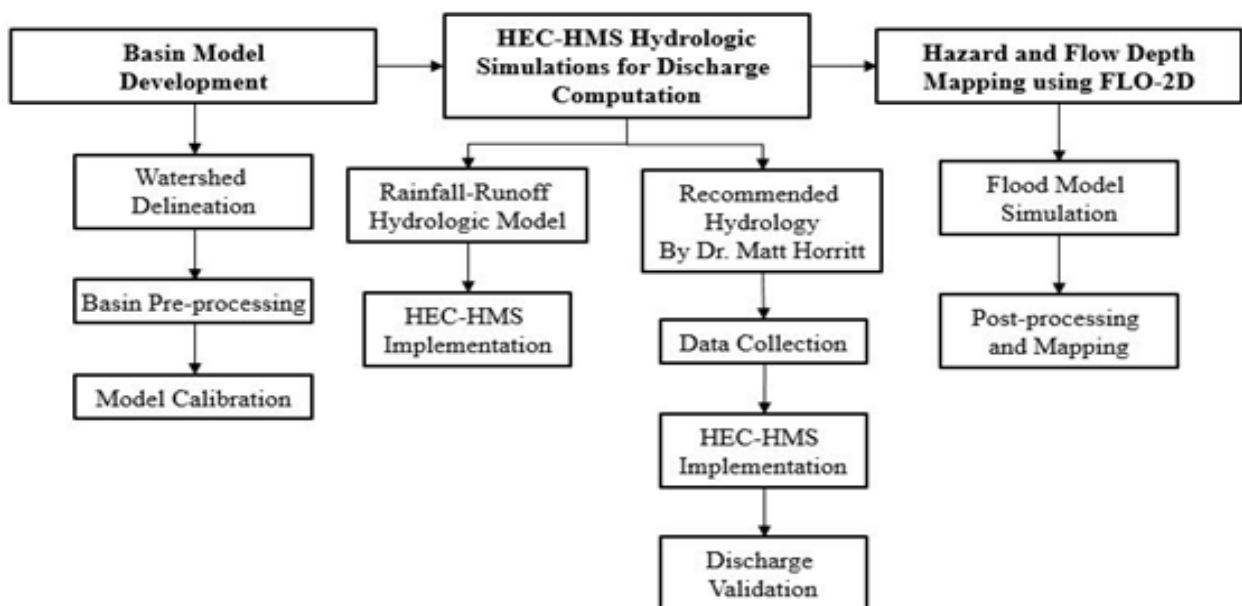 Basin Model
Development
HEC-HMS Hydrologic
Simulations for Discharge
Computation
Hazard and Flow Depth
Mapping using FLO-2D
Watershed
Delineation
Basin Pre-processing
Model Calibration
Rainfall-Runoff
Hydrologic Model
HEC-HMS
Implementation
Recommended
Hydrology
By Dr. Matt Horritt
Data Collection
HEC-HMS
Implementation
Discharge
Validation
Flood Model
Simulation
Post-processing
and Mapping